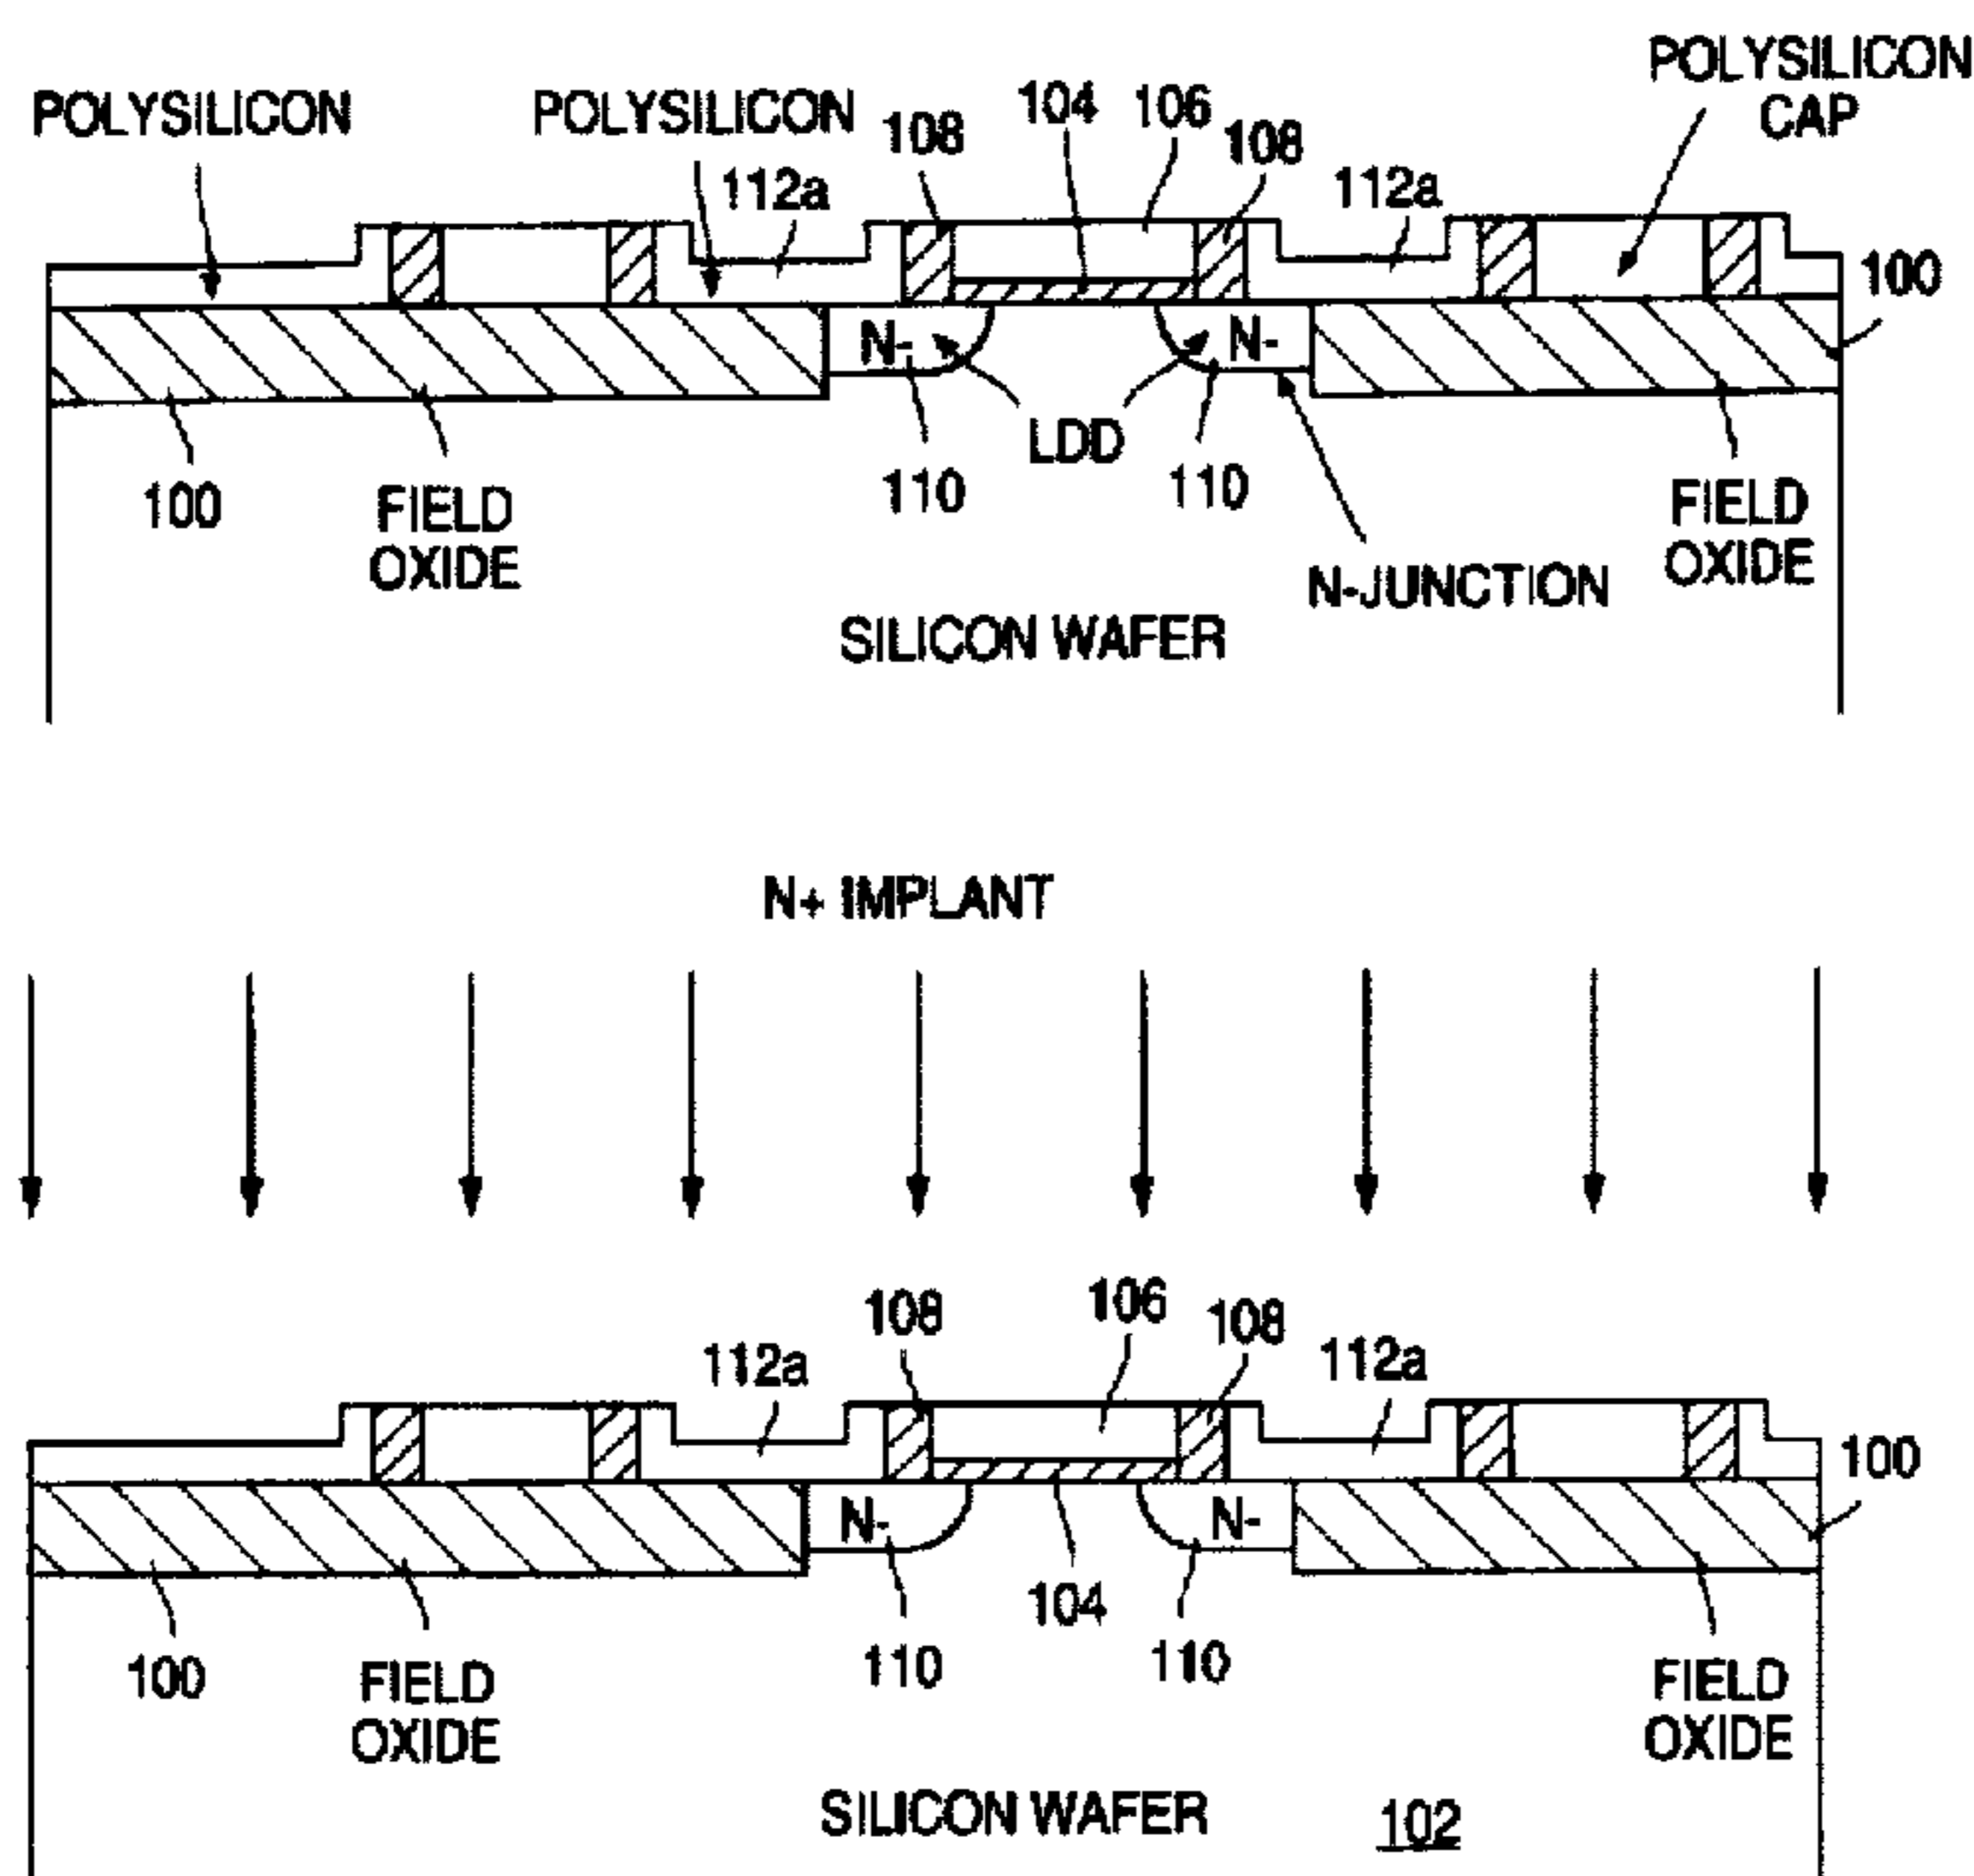 POLYSILICON
CAP
POLYSILICON
POLYSILICON
108
104
106
108
112a
112a
100
N-
N-
LDD
110
110
100
FIELD
OXIDE
FIELD
OXIDE
N-JUNCTION
SILICON WAFER
N+ IMPLANT
108
106
108
112a
112a
100
N-
N-
104
110
110
100
FIELD
OXIDE
FIELD
OXIDE
SILICON WAFER
102